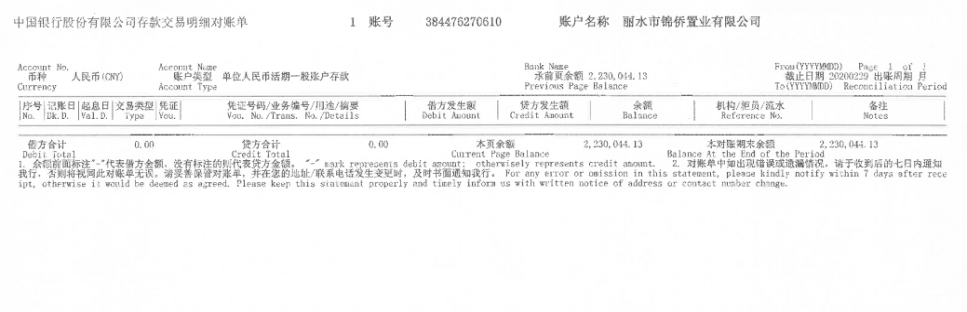 中国银行股份有限公司存款交易明细对账单 1 账号 384476270610 账户名称 丽水市锦侨置业有限公司
Account No. Account Name Bank Name From(YYYYMMDD) Page 1 of
币种 人民币(CNY) 账户类型 单位人民币活期一般账户存款 承前页余额 2,230,044.13 截止日期 20200229 出账周期 月
Currency Account Type Previous Page Balance To(YYYYMMDD) Reconciliation Period
序号 记账日 起息日 交易类型 凭证 凭证号码/业务编号/用途/摘要 借方发生额 贷方发生额 余额 机构/柜员/流水 备注
No. Bk.D. Val.D. Type Vou. Vou. No./Trans. No./Details Debit Amount Credit Amount Balance Reference No. Notes
借方合计 0.00 贷方合计 0.00 本页余额 2,230,044.13 本对账期末余额 2,230,044.13
Debit Total Credit Total Current Page Balance Balance At the End of the Period
1. 余额前面标注"-"代表借方金额，没有标注的则代表贷方金额。 "-" mark represents debit amount; otherwisely represents credit amount. 2. 对账单中如出现错误或遗漏情况，请于收到后的七日内通知
我行，否则将视同此对账单无误，请妥善保管对账单，并在您的地址/联系电话发生变更时，及时书面通知我行。 For any error or omission in this statement, please kindly notify within 7 days after rece
ipt, otherwise it would be deemed as agreed. Please keep this statement properly and timely inform us with written notice of address or contact number change.